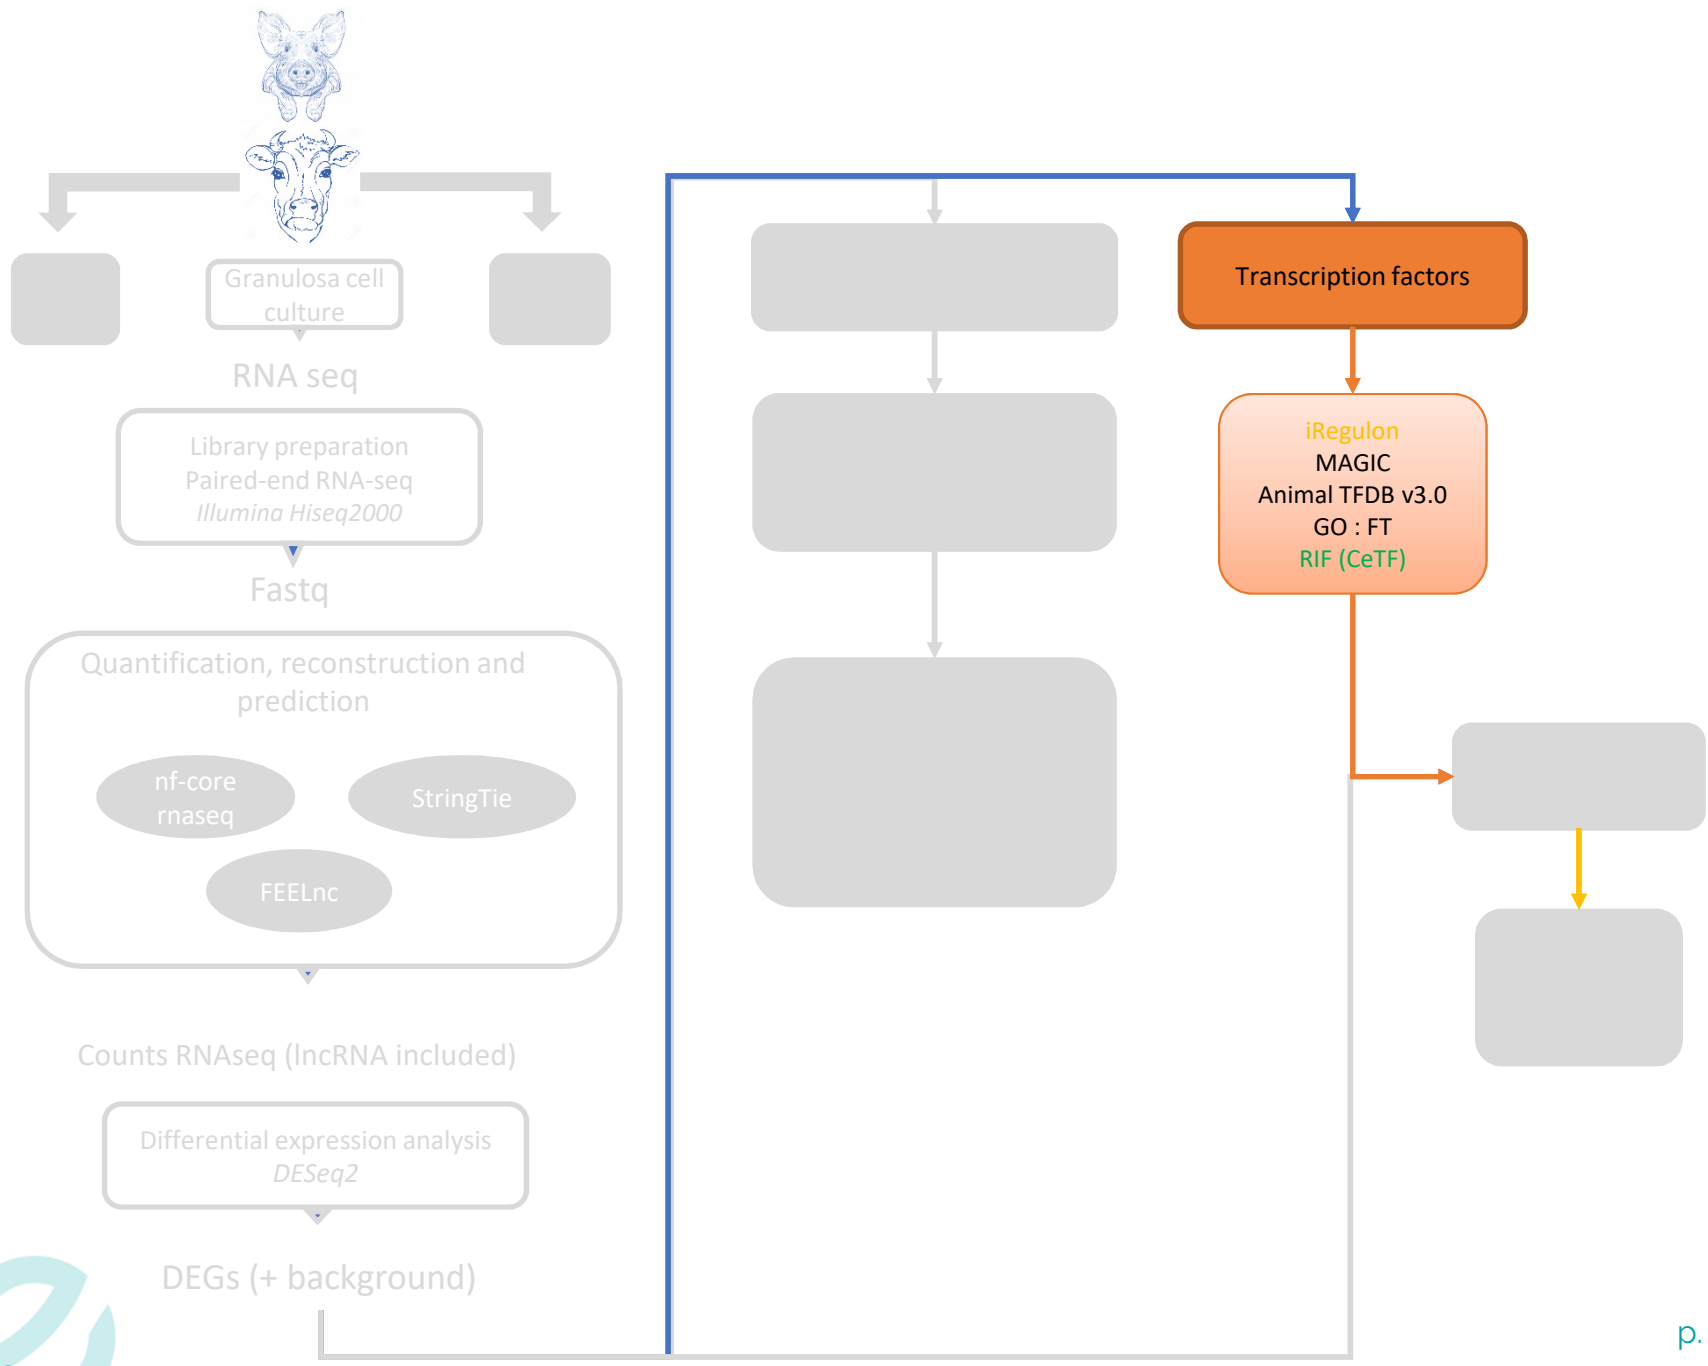 Granulosa cell
culture
RNA seq
Library preparation
Paired-end RNA-seq
Illumina Hiseq2000
Fastq
Quantification, reconstruction and
prediction
nf-core
rnaseq
StringTie
FEELnc
Counts RNAseq (lncRNA included)
Differential expression analysis
DESeq2
DEGs (+ background)
Transcription factors
iRegulon
MAGIC
Animal TFDB v3.0
GO : FT
RIF (CeTF)
p.